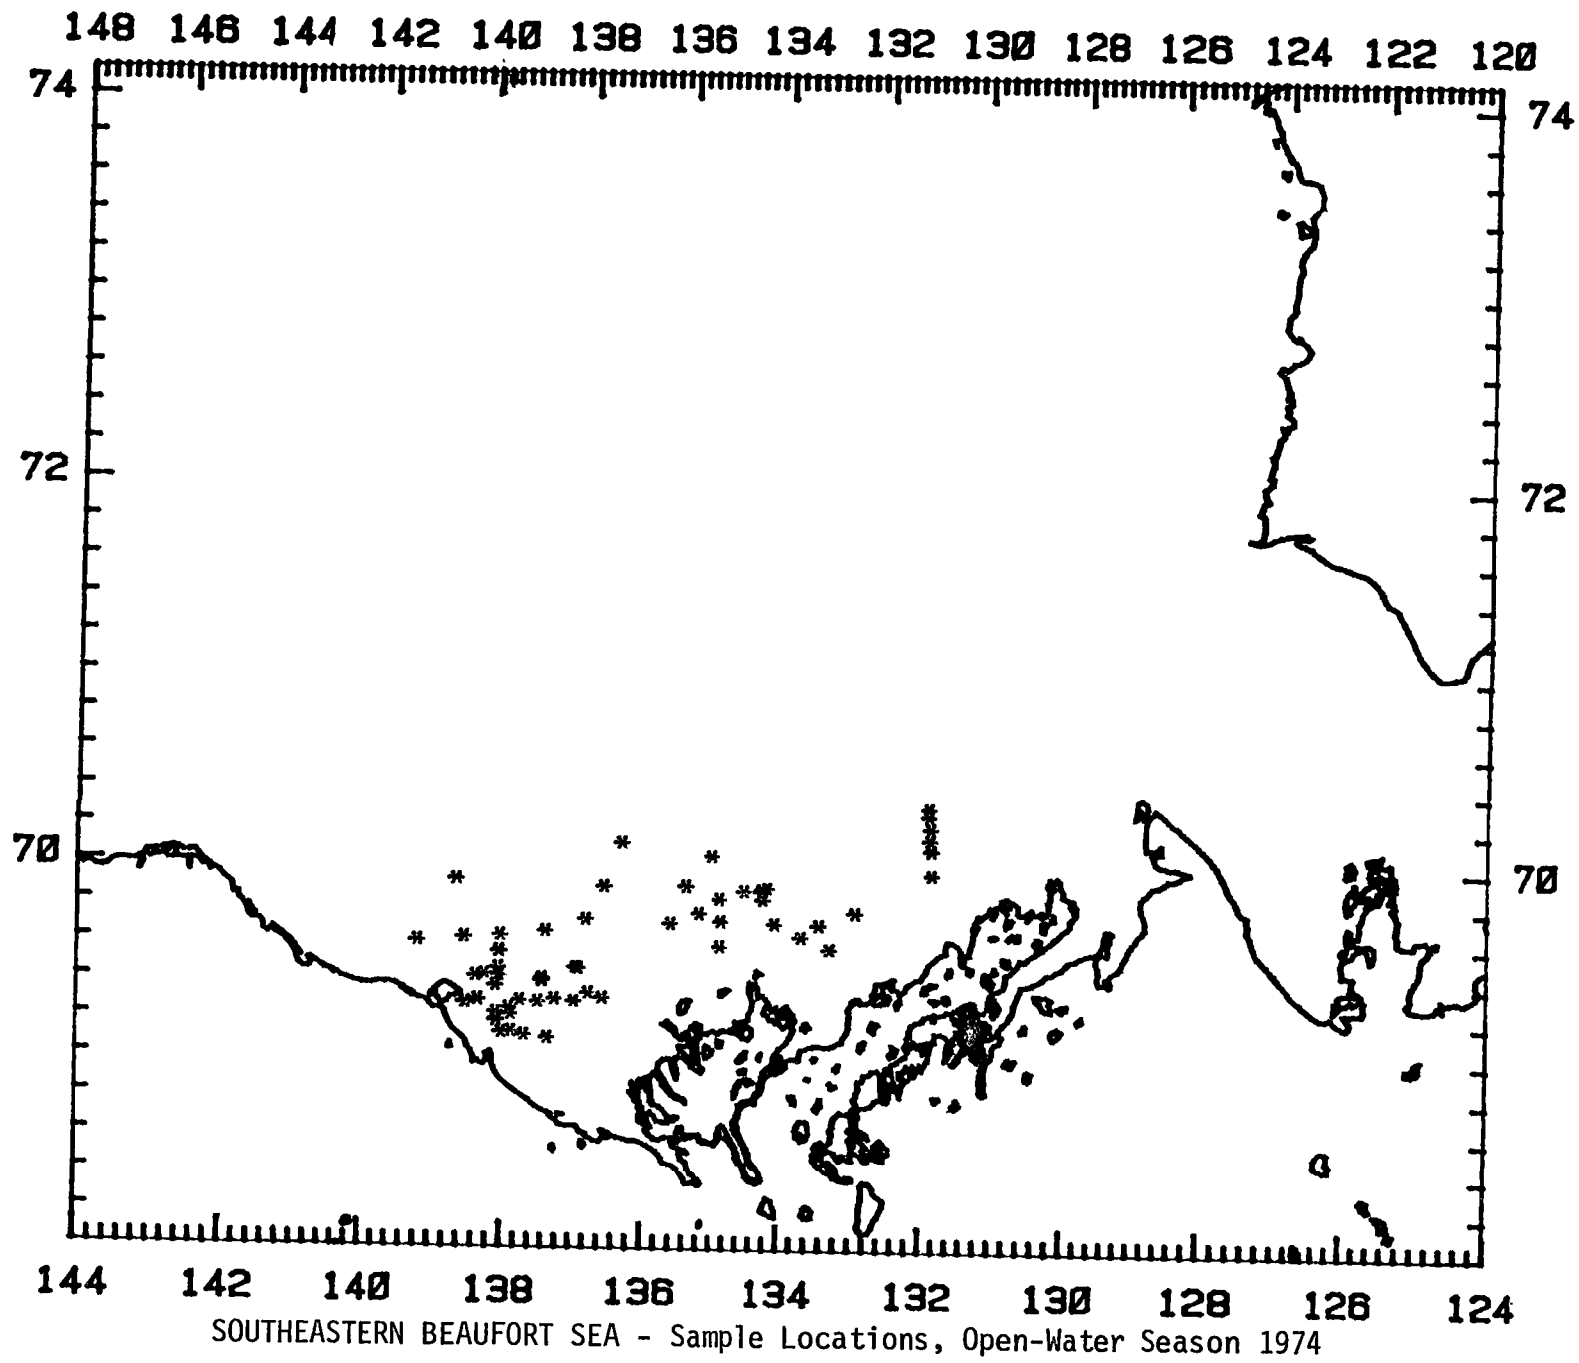 148 146 144 142 140 138 136 134 132 130 128 126 124 122 120
74 74
72 72
70 70
144 142 140 138 136 134 132 130 128 126 124
SOUTHEASTERN BEAUFORT SEA - Sample Locations, Open-Water Season 1974